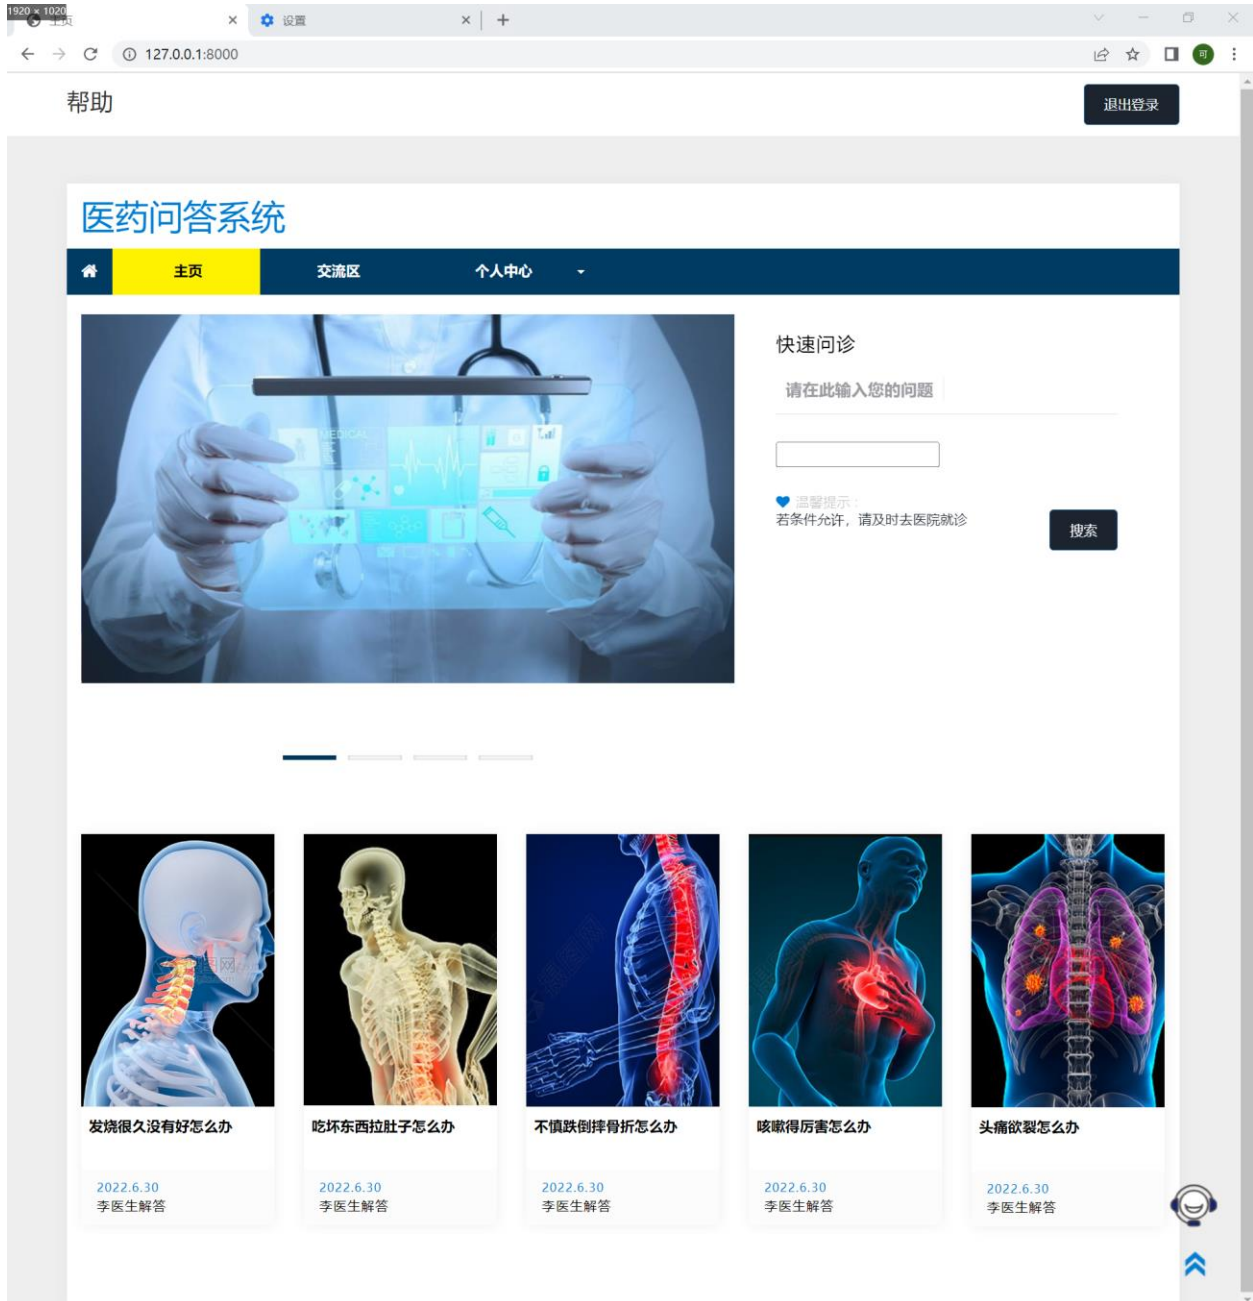 1920 × 1020
主页
设置
127.0.0.1:8000
可
帮助
退出登录
医药问答系统
主页
交流区
个人中心
MEDICAL
快速问诊
请在此输入您的问题
温馨提示：
若条件允许，请及时去医院就诊
搜索
发烧很久没有好怎么办
吃坏东西拉肚子怎么办
不慎跌倒摔骨折怎么办
咳嗽得厉害怎么办
头痛欲裂怎么办
2022.6.30
李医生解答
2022.6.30
李医生解答
2022.6.30
李医生解答
2022.6.30
李医生解答
2022.6.30
李医生解答